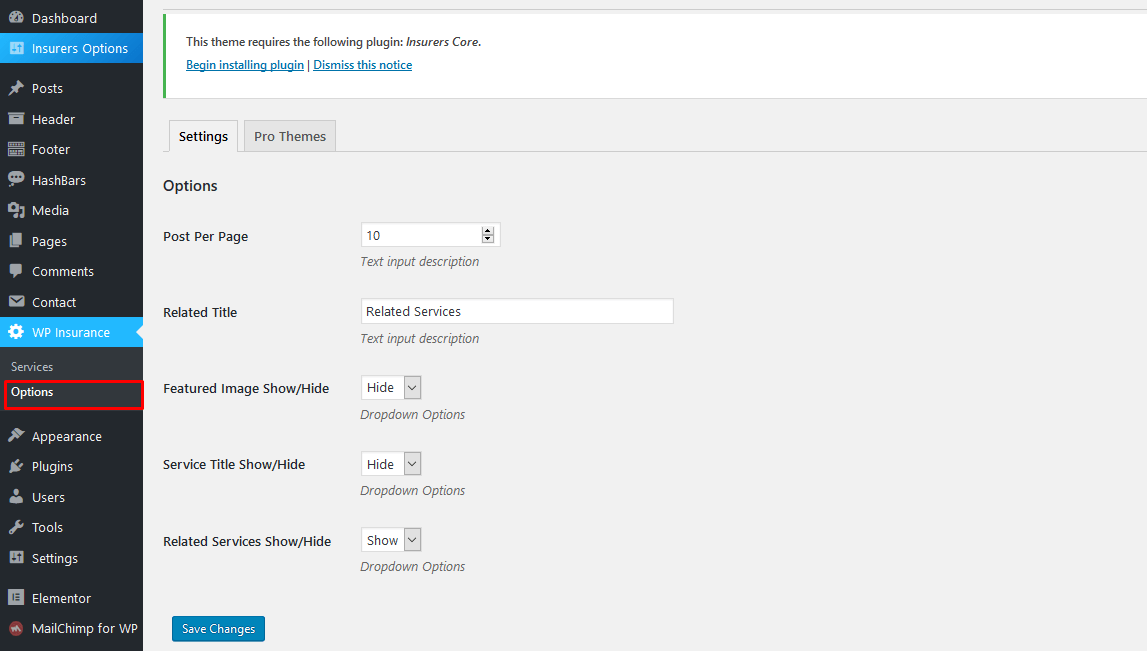 Dashboard
Insurers Options
Posts
Header
Footer
HashBars
Media
Pages
Comments
Contact
WP Insurance
Services
Options
Appearance
Plugins
Users
Tools
Settings
Elementor
MailChimp for WP
This theme requires the following plugin: Insurers Core.
Begin installing plugin | Dismiss this notice
Settings
Pro Themes
Options
Post Per Page
10
Text input description
Related Title
Related Services
Text input description
Featured Image Show/Hide
Hide
Dropdown Options
Service Title Show/Hide
Hide
Dropdown Options
Related Services Show/Hide
Show
Dropdown Options
Save Changes